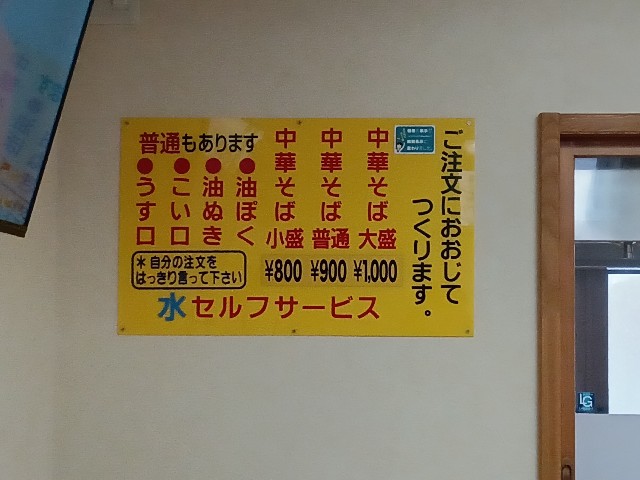 ご注文におおじて
つくります。
中華そば 大盛 ¥1,000
中華そば 普通 ¥900
中華そば 小盛 ¥800
普通もあります
●油ぽく
●油ぬき
●こい口
●うす口
＊自分の注文を
はっきり言って下さい
水セルフサービス
LG